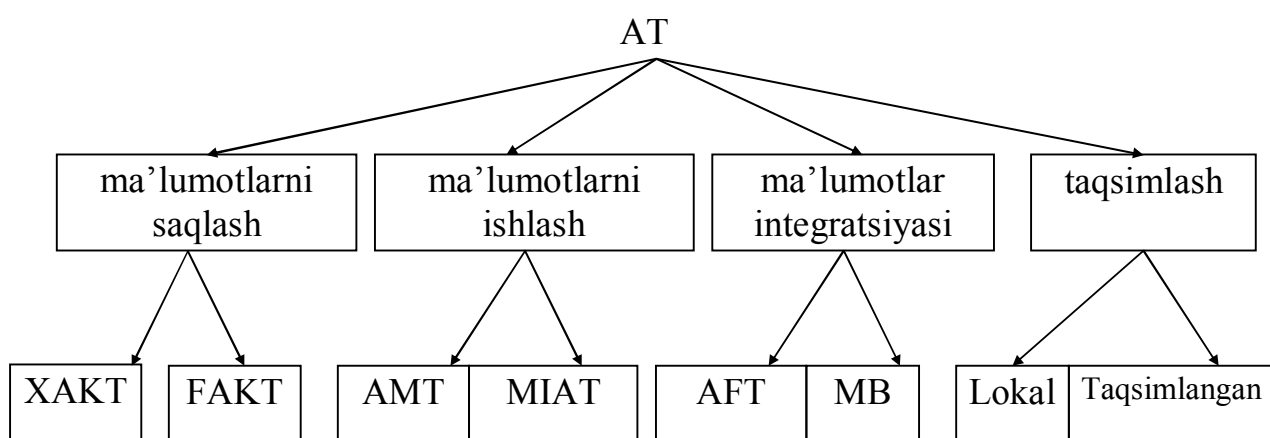 AT
ma’lumotlarni
saqlash
ma’lumotlarni
ishlash
ma’lumotlar
integratsiyasi
taqsimlash
XAKT
FAKT
AMT
MIAT
AFT
MB
Lokal
Taqsimlangan